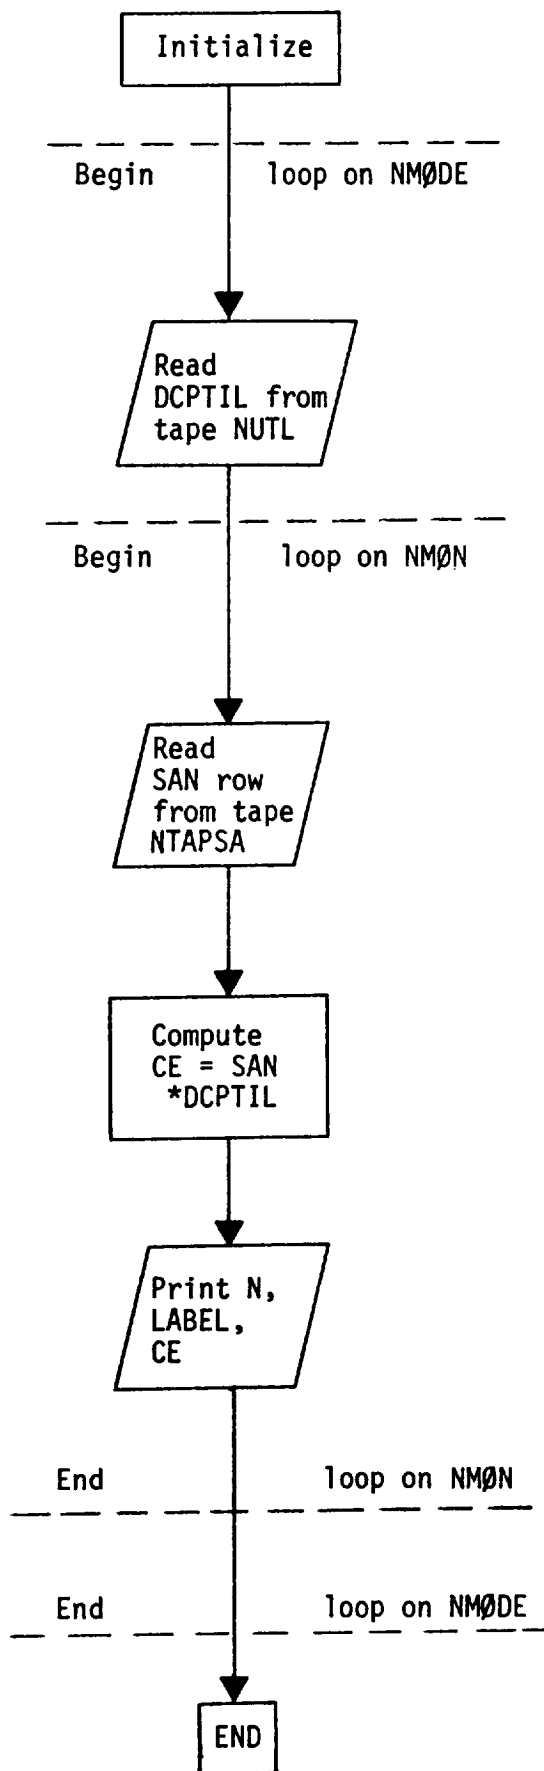 Initialize
Begin loop on NMØDE
Read
DCPTIL from
tape NUTL
Begin loop on NMØN
Read
SAN row
from tape
NTAPSA
Compute
CE = SAN
*DCPTIL
Print N,
LABEL,
CE
End loop on NMØN
End loop on NMØDE
END